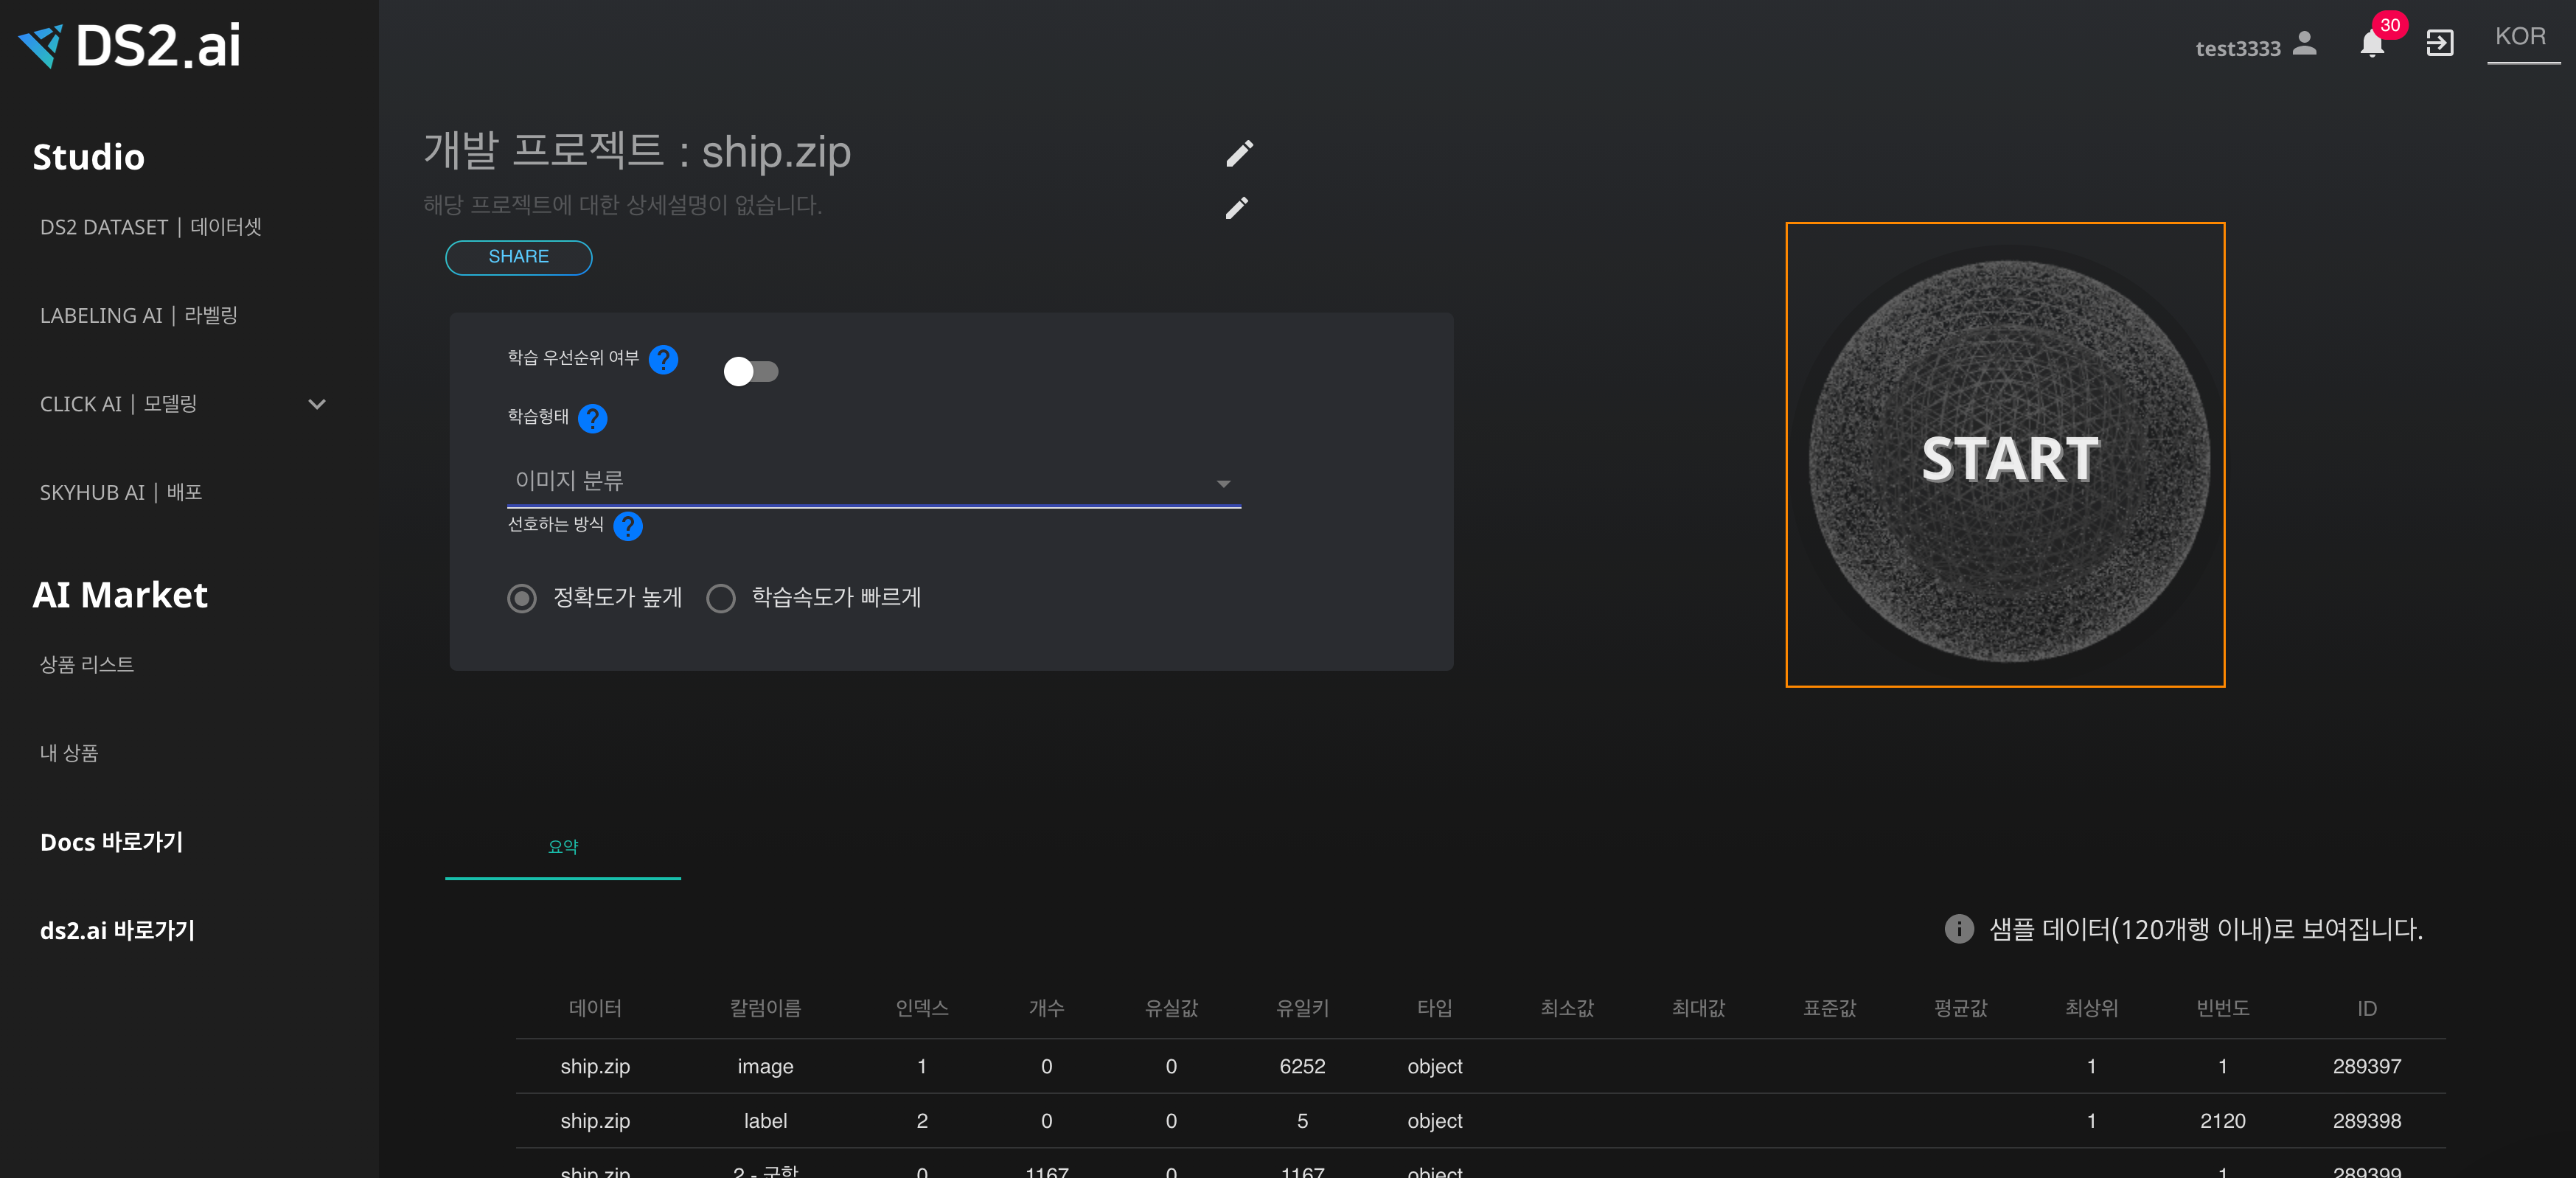 DS2.ai
test3333
30
KOR
Studio
DS2 DATASET | 데이터셋
LABELING AI | 라벨링
CLICK AI | 모델링
SKYHUB AI | 배포
AI Market
상품 리스트
내 상품
Docs 바로가기
ds2.ai 바로가기
개발 프로젝트 : ship.zip
해당 프로젝트에 대한 상세설명이 없습니다.
SHARE
학습 우선순위 여부 ?
학습형태 ?
이미지 분류
선호하는 방식 ?
정확도가 높게 학습속도가 빠르게
START
요약
샘플 데이터(120개행 이내)로 보여집니다.
데이터 칼럼이름 인덱스 개수 유실값 유일키 타입 최소값 최대값 표준값 평균값 최상위 빈번도 ID
ship.zip image 1 0 0 6252 object 1 1 289397
ship.zip label 2 0 0 5 object 1 2120 289398
ship.zip 2 - 군함 0 1167 0 1167 object 1 289399